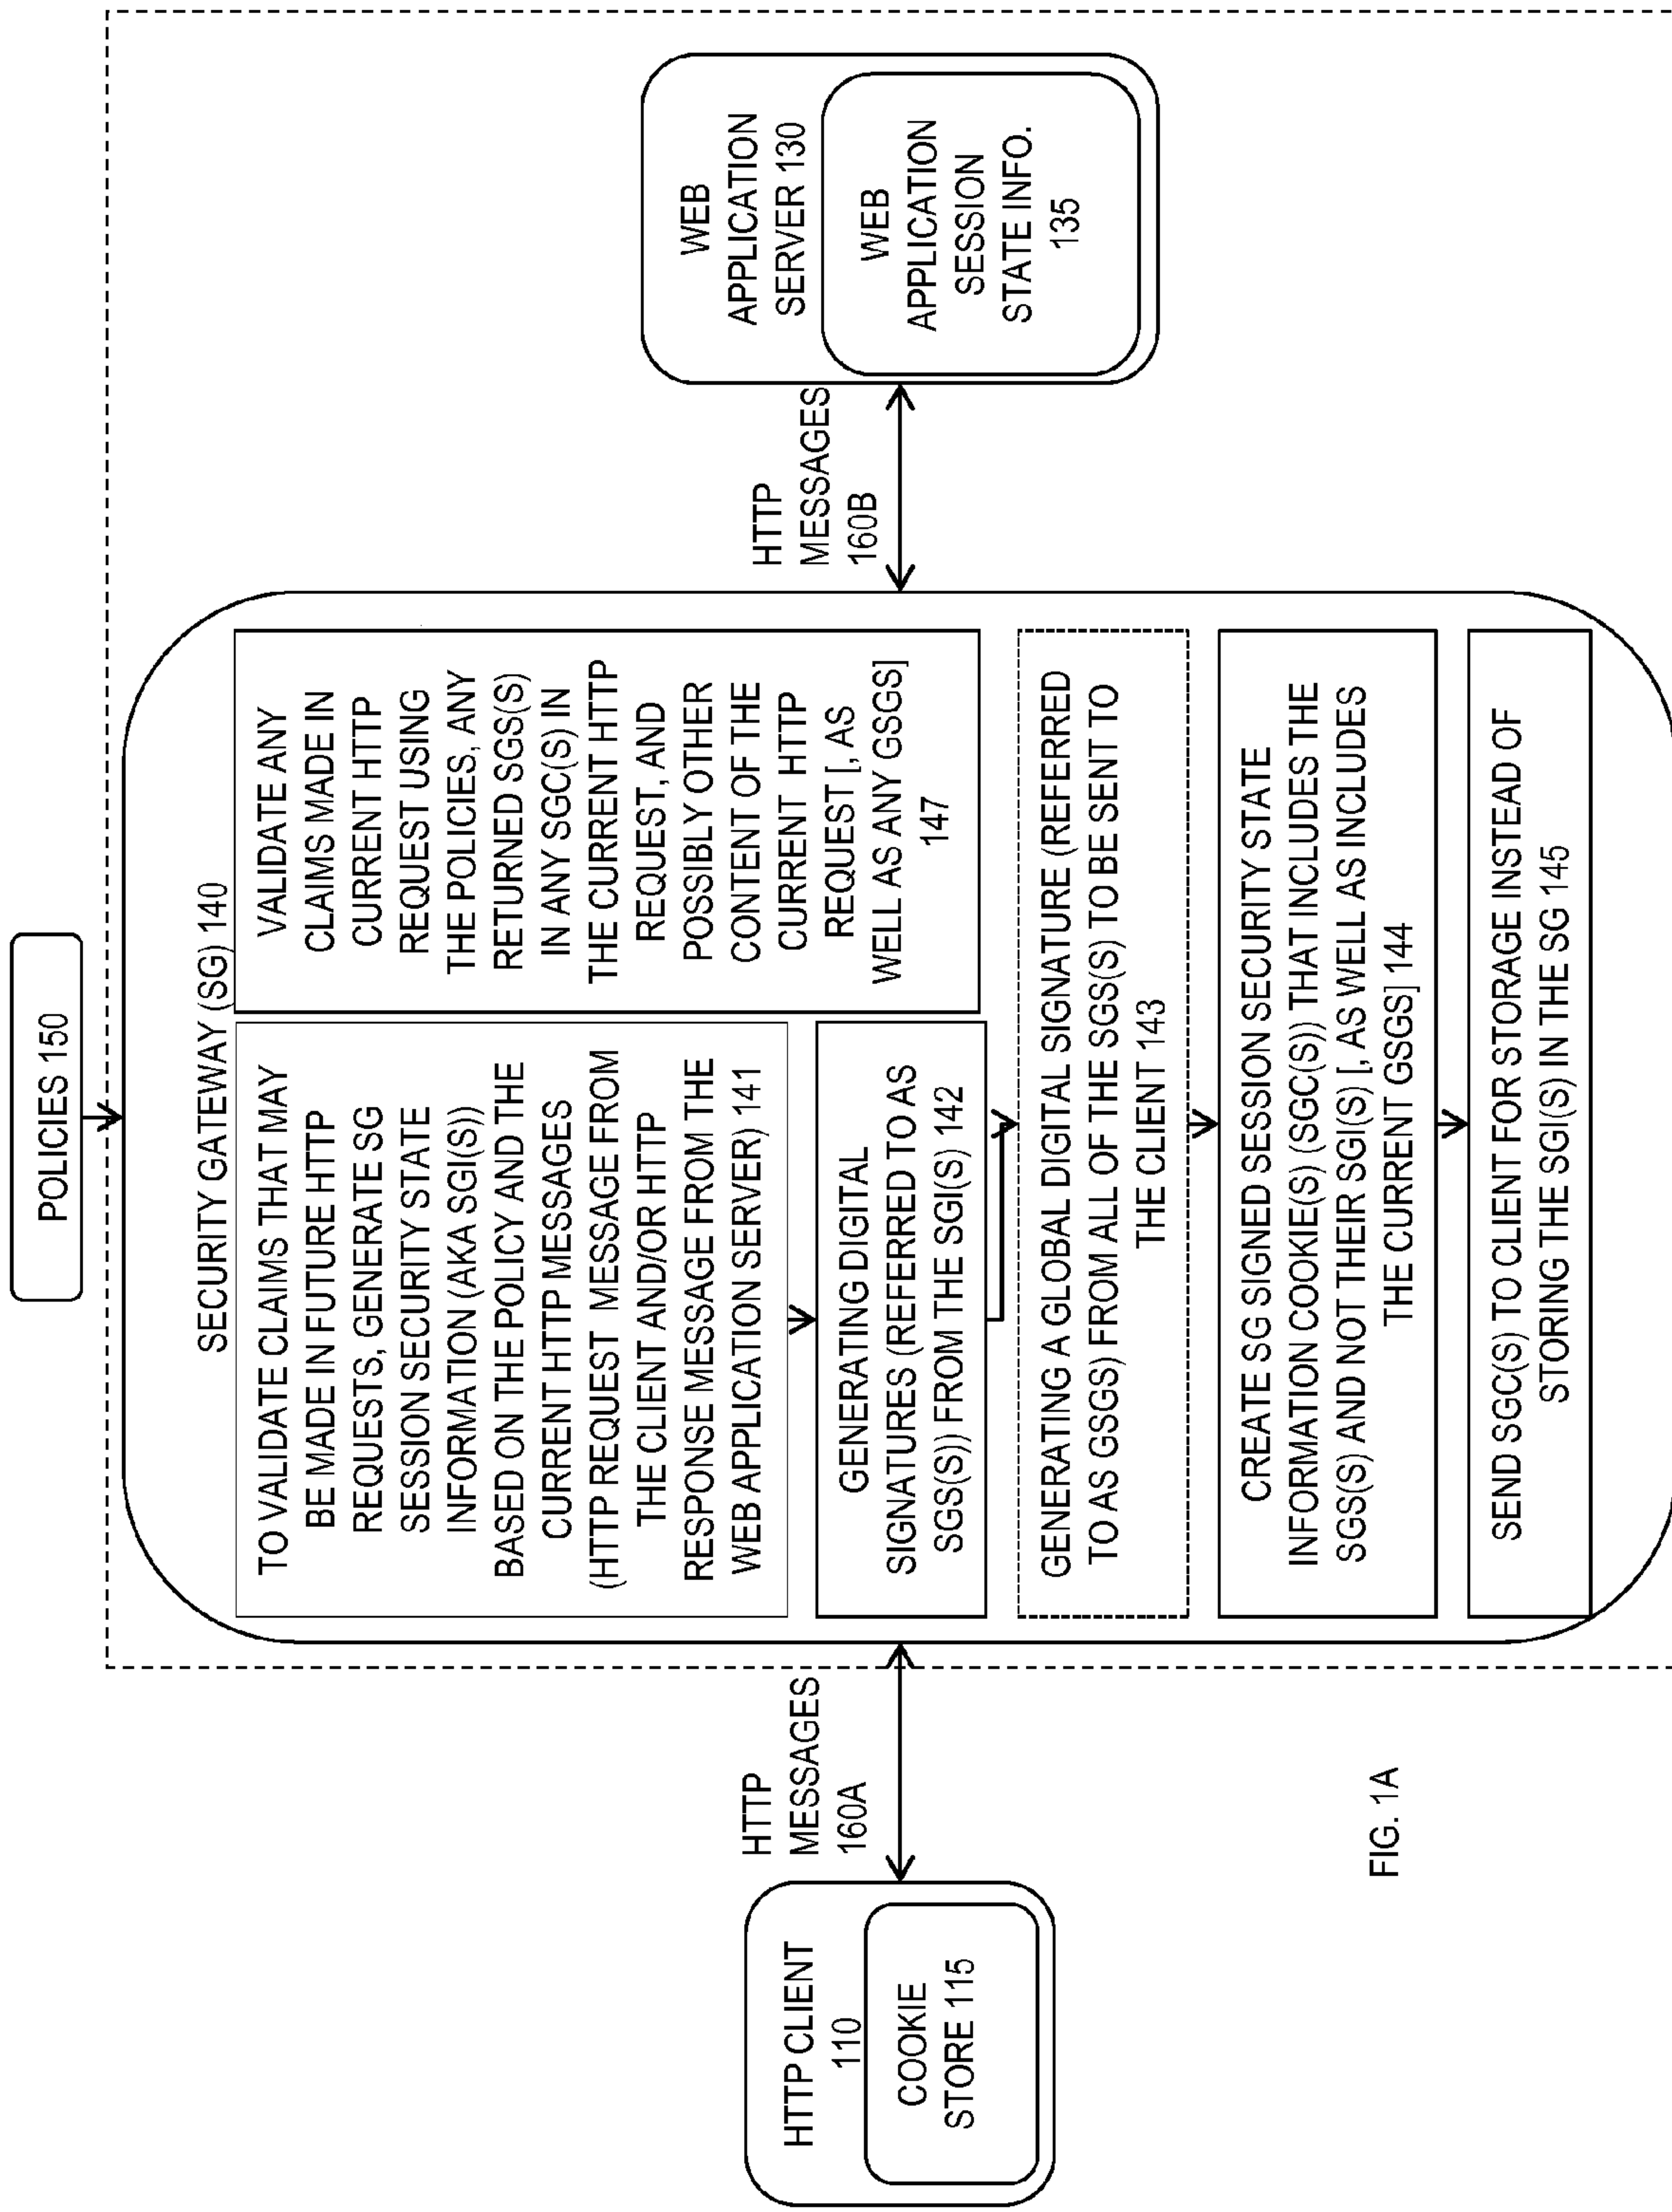 POLICIES 150
SECURITY GATEWAY (SG) 140
TO VALIDATE CLAIMS THAT MAY
BE MADE IN FUTURE HTTP
REQUESTS, GENERATE SG
SESSION SECURITY STATE
INFORMATION (AKA SGI(S))
BASED ON THE POLICY AND THE
CURRENT HTTP MESSAGES
(HTTP REQUEST MESSAGE FROM
THE CLIENT AND/OR HTTP
RESPONSE MESSAGE FROM THE
WEB APPLICATION SERVER) 141
VALIDATE ANY
CLAIMS MADE IN
CURRENT HTTP
REQUEST USING
THE POLICIES, ANY
RETURNED SGS(S)
IN ANY SGC(S) IN
THE CURRENT HTTP
REQUEST, AND
POSSIBLY OTHER
CONTENT OF THE
CURRENT HTTP
REQUEST [, AS
WELL AS ANY GSGS]
147
GENERATING DIGITAL
SIGNATURES (REFERRED TO AS
SGS(S)) FROM THE SGI(S) 142
GENERATING A GLOBAL DIGITAL SIGNATURE (REFERRED
TO AS GSGS) FROM ALL OF THE SGS(S) TO BE SENT TO
THE CLIENT 143
CREATE SG SIGNED SESSION SECURITY STATE
INFORMATION COOKIE(S) (SGC(S)) THAT INCLUDES THE
SGS(S) AND NOT THEIR SGI(S) [, AS WELL AS INCLUDES
THE CURRENT GSGS] 144
SEND SGC(S) TO CLIENT FOR STORAGE INSTEAD OF
STORING THE SGI(S) IN THE SG 145
HTTP
MESSAGES
160A
HTTP
MESSAGES
160B
HTTP CLIENT
110
COOKIE
STORE 115
WEB
APPLICATION
SERVER 130
WEB
APPLICATION
SESSION
STATE INFO.
135
FIG. 1A